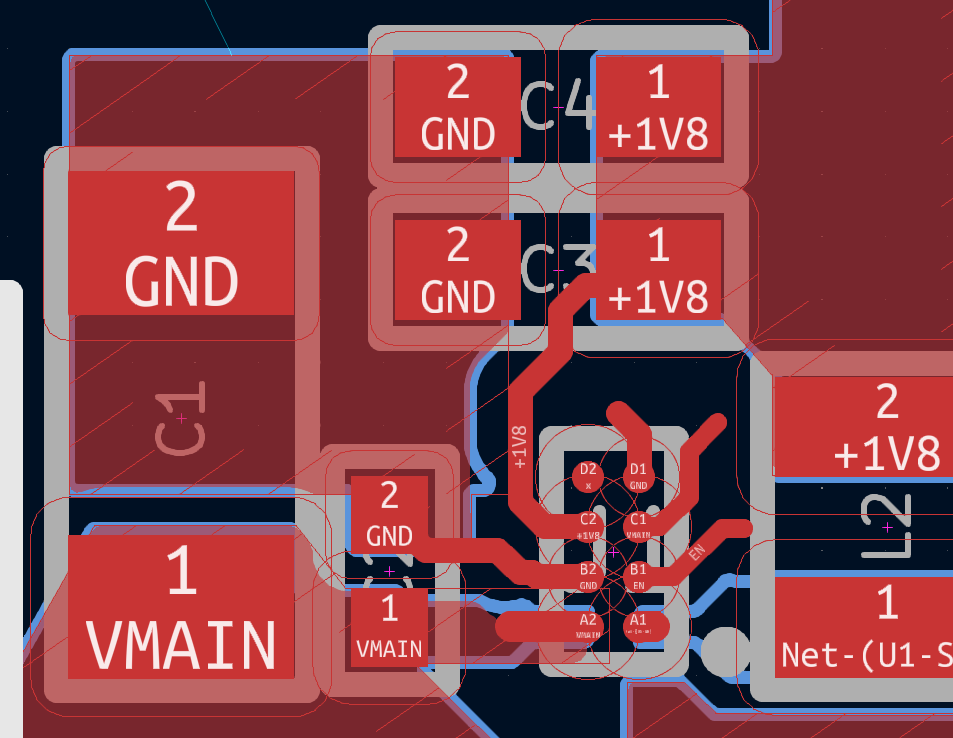 2
GND
C4
1
+1V8
2
GND
C3
1
+1V8
2
GND
C1
1
VMAIN
2
GND
1
VMAIN
+1V8
D2
x
D1
GND
C2
+1V8
C1
VMAIN
B2
GND
B1
EN
EN
A2
VMAIN
A1
2
+1V8
L2
1
Net-(U1-S